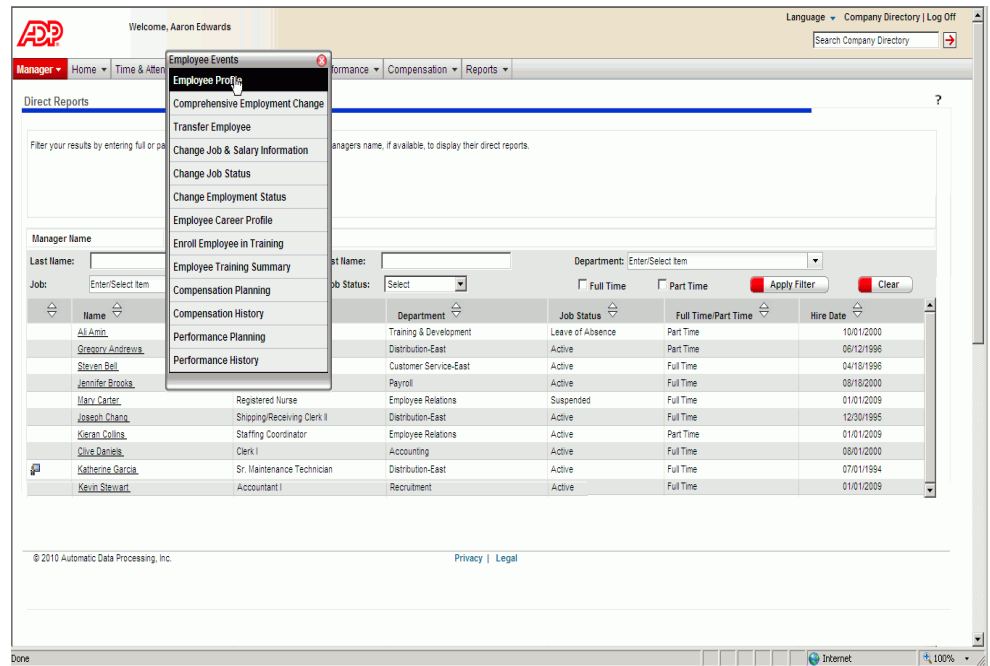 Language Company Directory | Log Off
ADP
Welcome, Aaron Edwards
Search Company Directory
Manager Home Time & Atten formance Compensation Reports
Employee Events
Employee Profile
Comprehensive Employment Change
Transfer Employee
Change Job & Salary Information
Change Job Status
Change Employment Status
Employee Career Profile
Enroll Employee in Training
Employee Training Summary
Compensation Planning
Compensation History
Performance Planning
Performance History
Direct Reports ?
Filter your results by entering full or pa anagers name, if available, to display their direct reports.
Manager Name
Last Name: st Name: Department: Enter/Select Item
Job: Enter/Select Item ob Status: Select Full Time Part Time Apply Filter Clear
Name Department Job Status Full Time/Part Time Hire Date
Ali Amin Training & Development Leave of Absence Part Time 10/01/2000
Gregory Andrews Distribution-East Active Part Time 06/12/1996
Steven Bell Customer Service-East Active Full Time 04/18/1996
Jennifer Brooks Payroll Active Full Time 08/18/2000
Mary Carter Registered Nurse Employee Relations Suspended Full Time 01/01/2009
Joseph Chang Shipping/Receiving Clerk II Distribution-East Active Full Time 12/30/1995
Kieran Collins Staffing Coordinator Employee Relations Active Part Time 01/01/2009
Clive Daniels Clerk I Accounting Active Full Time 08/01/2000
Katherine Garcia Sr. Maintenance Technician Distribution-East Active Full Time 07/01/1994
Kevin Stewart Accountant I Recruitment Active Full Time 01/01/2009
© 2010 Automatic Data Processing, Inc. Privacy | Legal
Done Internet 100%